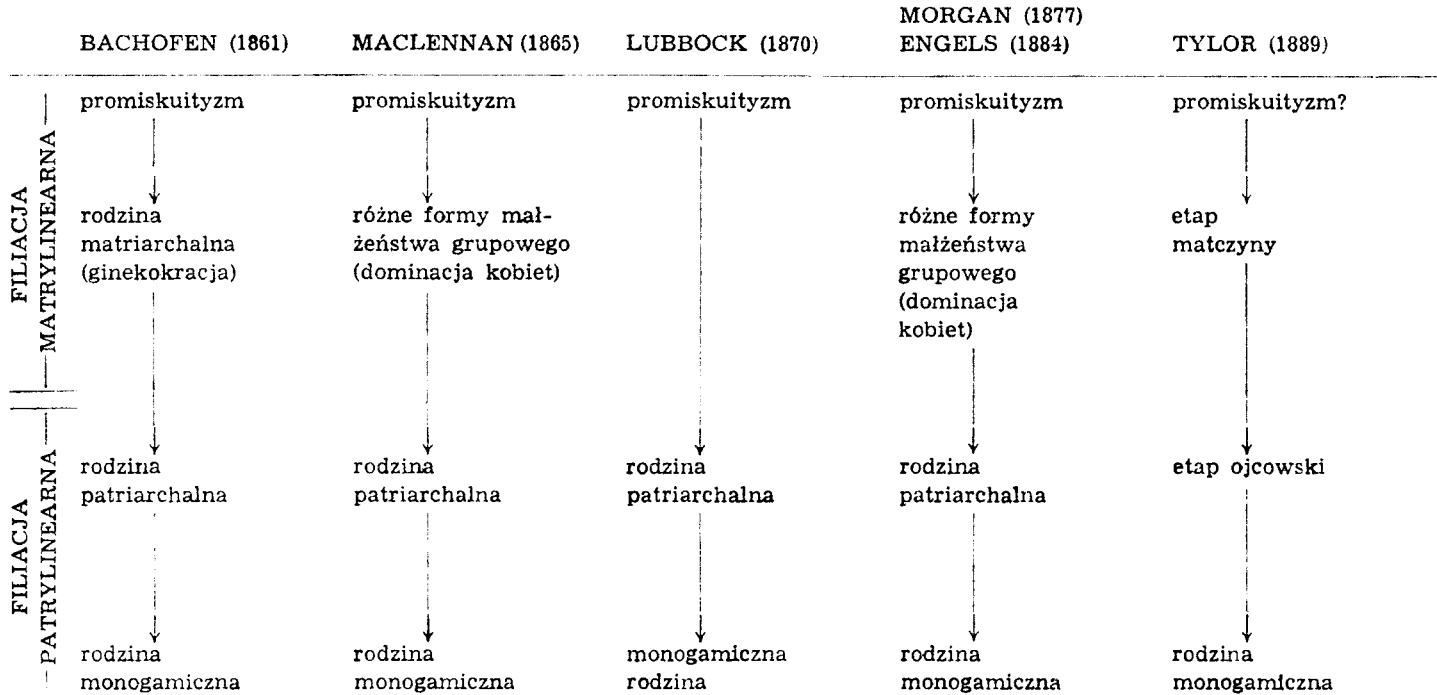 MORGAN (1877)
BACHOFEN (1861) MACLENNAN (1865) LUBBOCK (1870) ENGELS (1884) TYLOR (1889)
FILIACJA
MATRYLINEARNA
promiskuityzm promiskuityzm promiskuityzm promiskuityzm promiskuityzm?
rodzina różne formy mał- różne formy etap
matriarchalna żeństwa grupowego małżeństwa matczyny
(ginekokracja) (dominacja kobiet) grupowego
(dominacja
kobiet)
FILIACJA
PATRYLINEARNA
rodzina rodzina rodzina rodzina etap ojcowski
patriarchalna patriarchalna patriarchalna patriarchalna
rodzina rodzina monogamiczna rodzina rodzina
monogamiczna monogamiczna rodzina monogamiczna monogamiczna